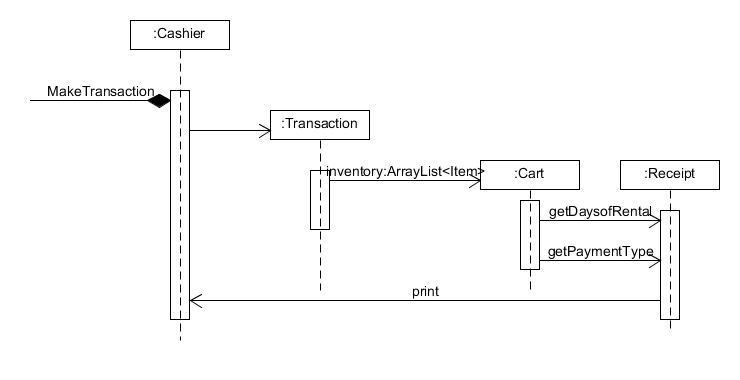 :Cashier
MakeTransaction
:Transaction
inventory:ArrayList<Item>
:Cart
:Receipt
getDaysofRental
getPaymentType
print